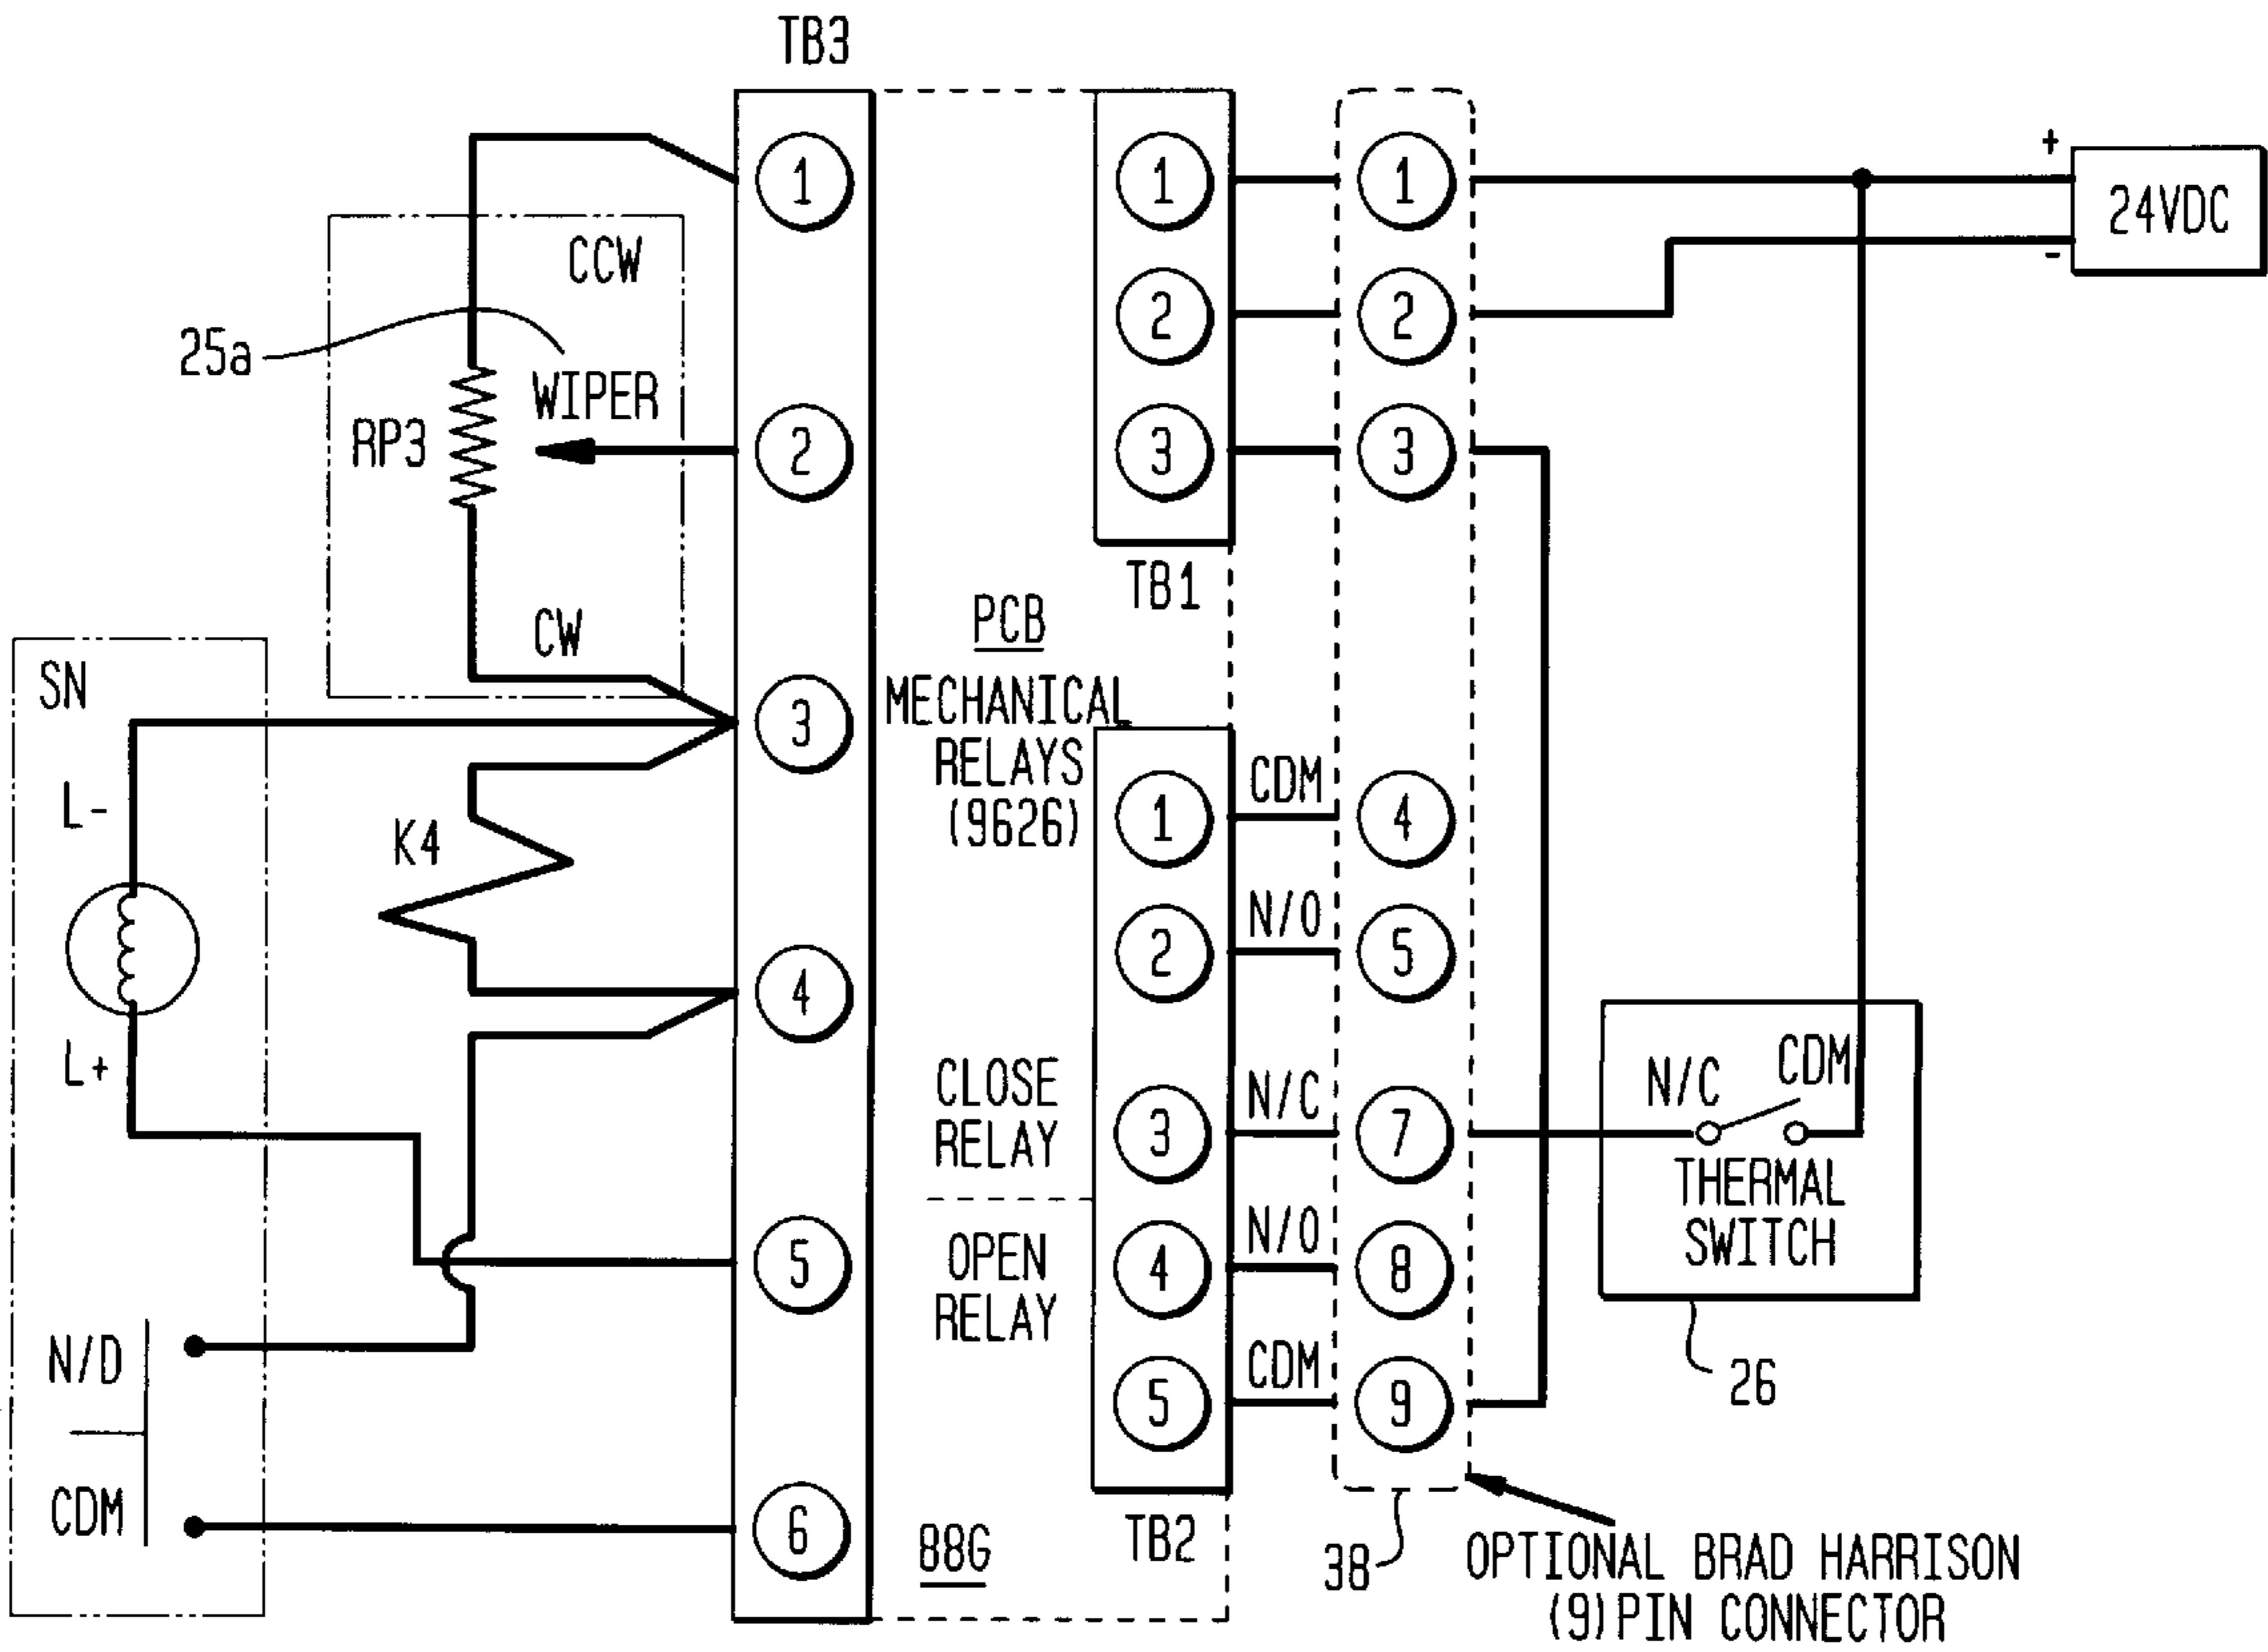 TB3
1
2
3
4
5
6
CCW
25a
WIPER
RP3
CW
SN
L-
K4
L+
N/D
CDM
PCB
MECHANICAL
RELAYS
(9626)
CLOSE
RELAY
OPEN
RELAY
88G
1
2
3
TB1
1
2
3
4
5
TB2
CDM
N/O
N/C
N/O
CDM
1
2
3
4
5
7
8
9
38
+
24VDC
-
N/C
CDM
THERMAL
SWITCH
26
OPTIONAL BRAD HARRISON
(9)PIN CONNECTOR